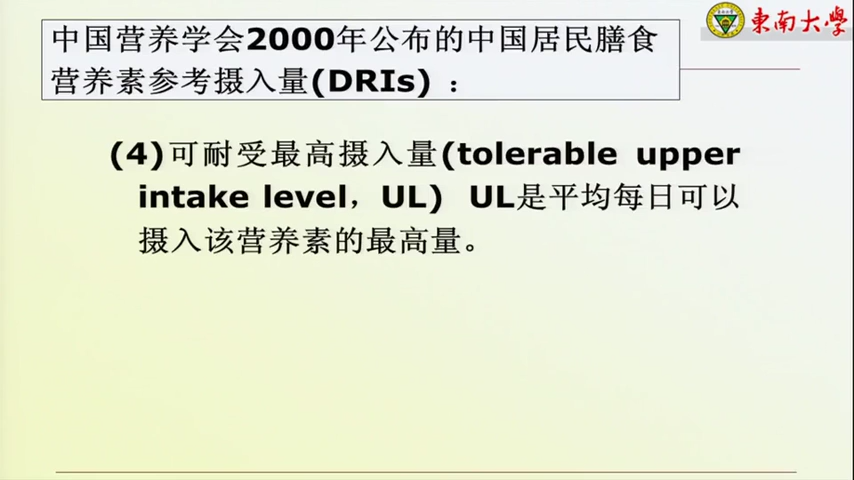 中国营养学会2000年公布的中国居民膳食
营养素参考摄入量(DRIs) ：
東南大學
(4)可耐受最高摄入量(tolerable upper
intake level，UL) UL是平均每日可以
摄入该营养素的最高量。